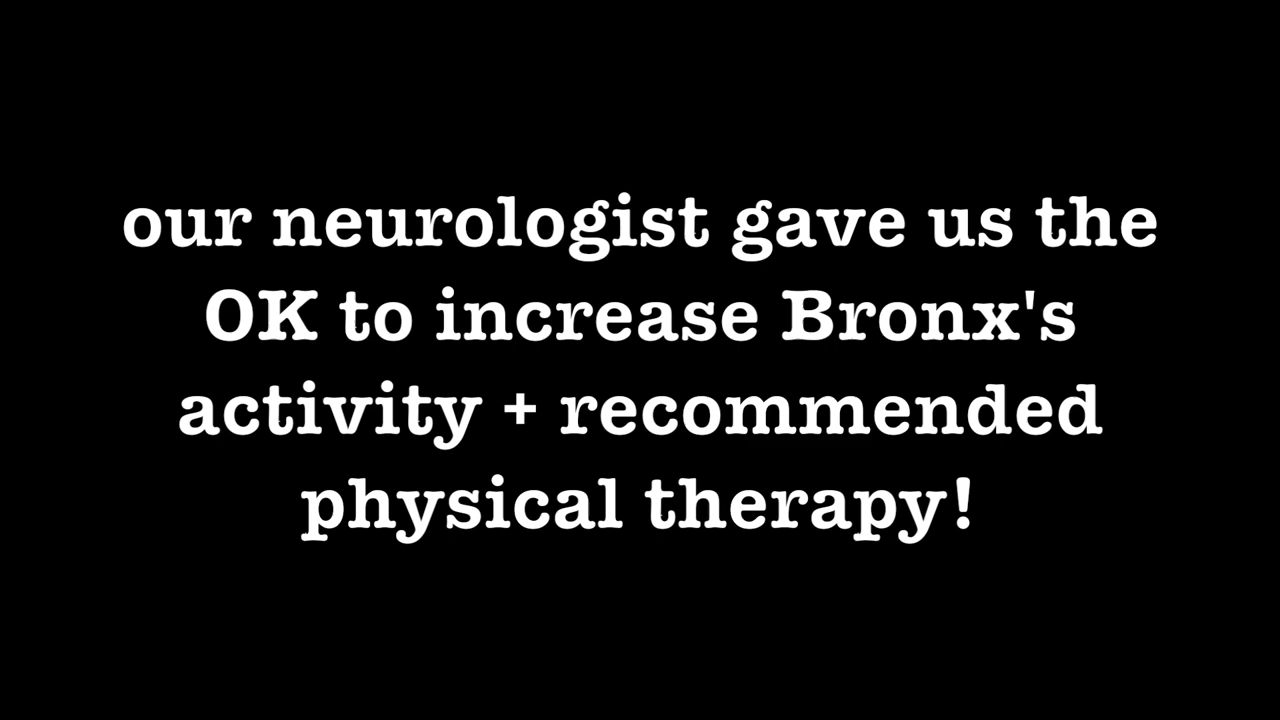 our neurologist gave us the
OK to increase Bronx's
activity + recommended
physical therapy!